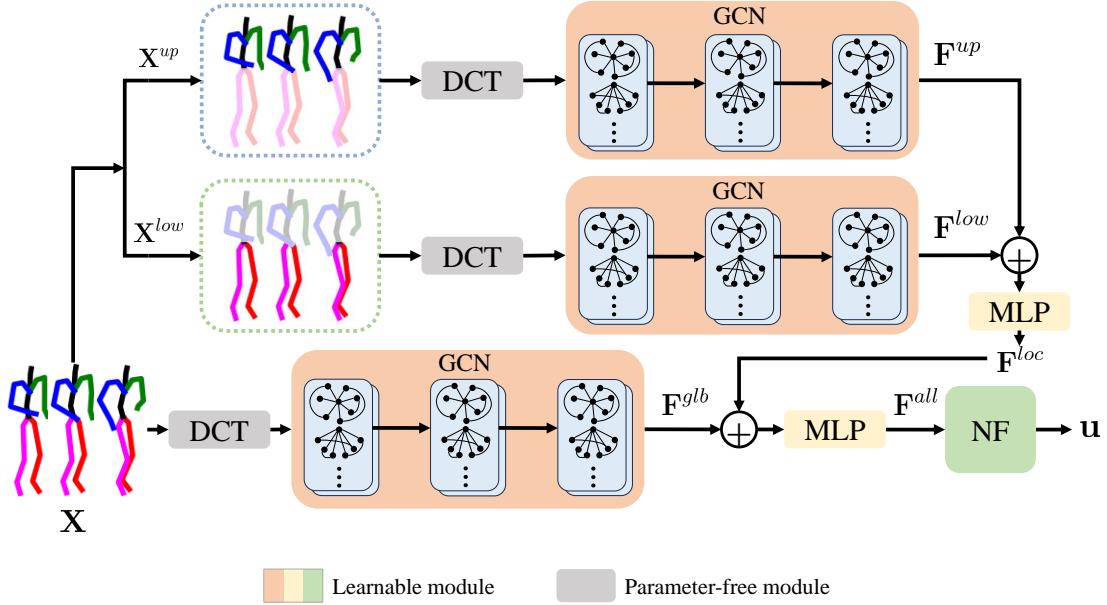 GCN
X^{up}
DCT
F^{up}
GCN
X^{low}
DCT
F^{low}
MLP
F^{loc}
GCN
DCT
F^{glb}
MLP
F^{all}
NF
u
X
Learnable module
Parameter-free module